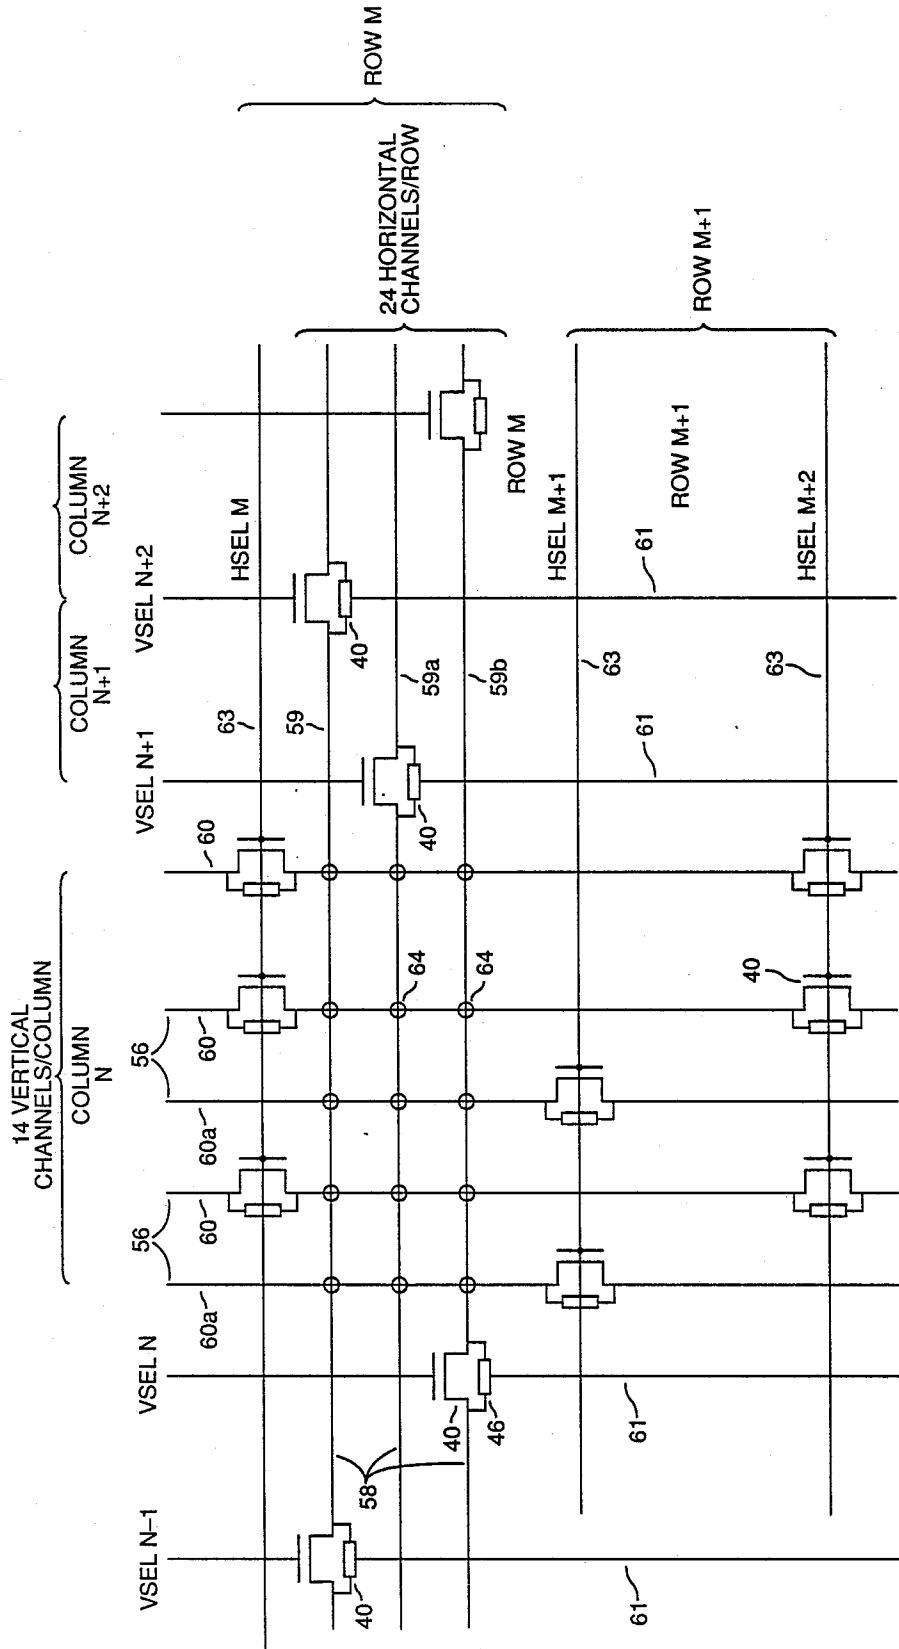 14 VERTICAL
CHANNELS/COLUMN
COLUMN
N
COLUMN
N+1
COLUMN
N+2
VSEL N–1
VSEL N
60a
56
60
60a
56
60
60
VSEL N+1
VSEL N+2
63
HSEL M
ROW M
40
58
40
46
64
64
59
40
59a
40
59b
24 HORIZONTAL
CHANNELS/ROW
ROW M
63
HSEL M+1
61
61
61
61
ROW M+1
ROW M+1
40
63
HSEL M+2